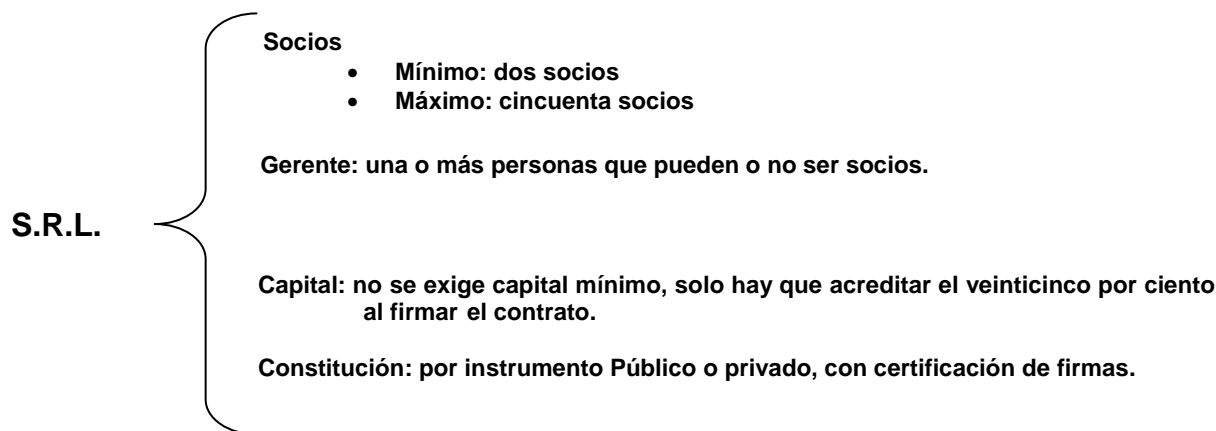 Socios
• Mínimo: dos socios
• Máximo: cincuenta socios
Gerente: una o más personas que pueden o no ser socios.
S.R.L.
Capital: no se exige capital mínimo, solo hay que acreditar el veinticinco por ciento
al firmar el contrato.
Constitución: por instrumento Público o privado, con certificación de firmas.